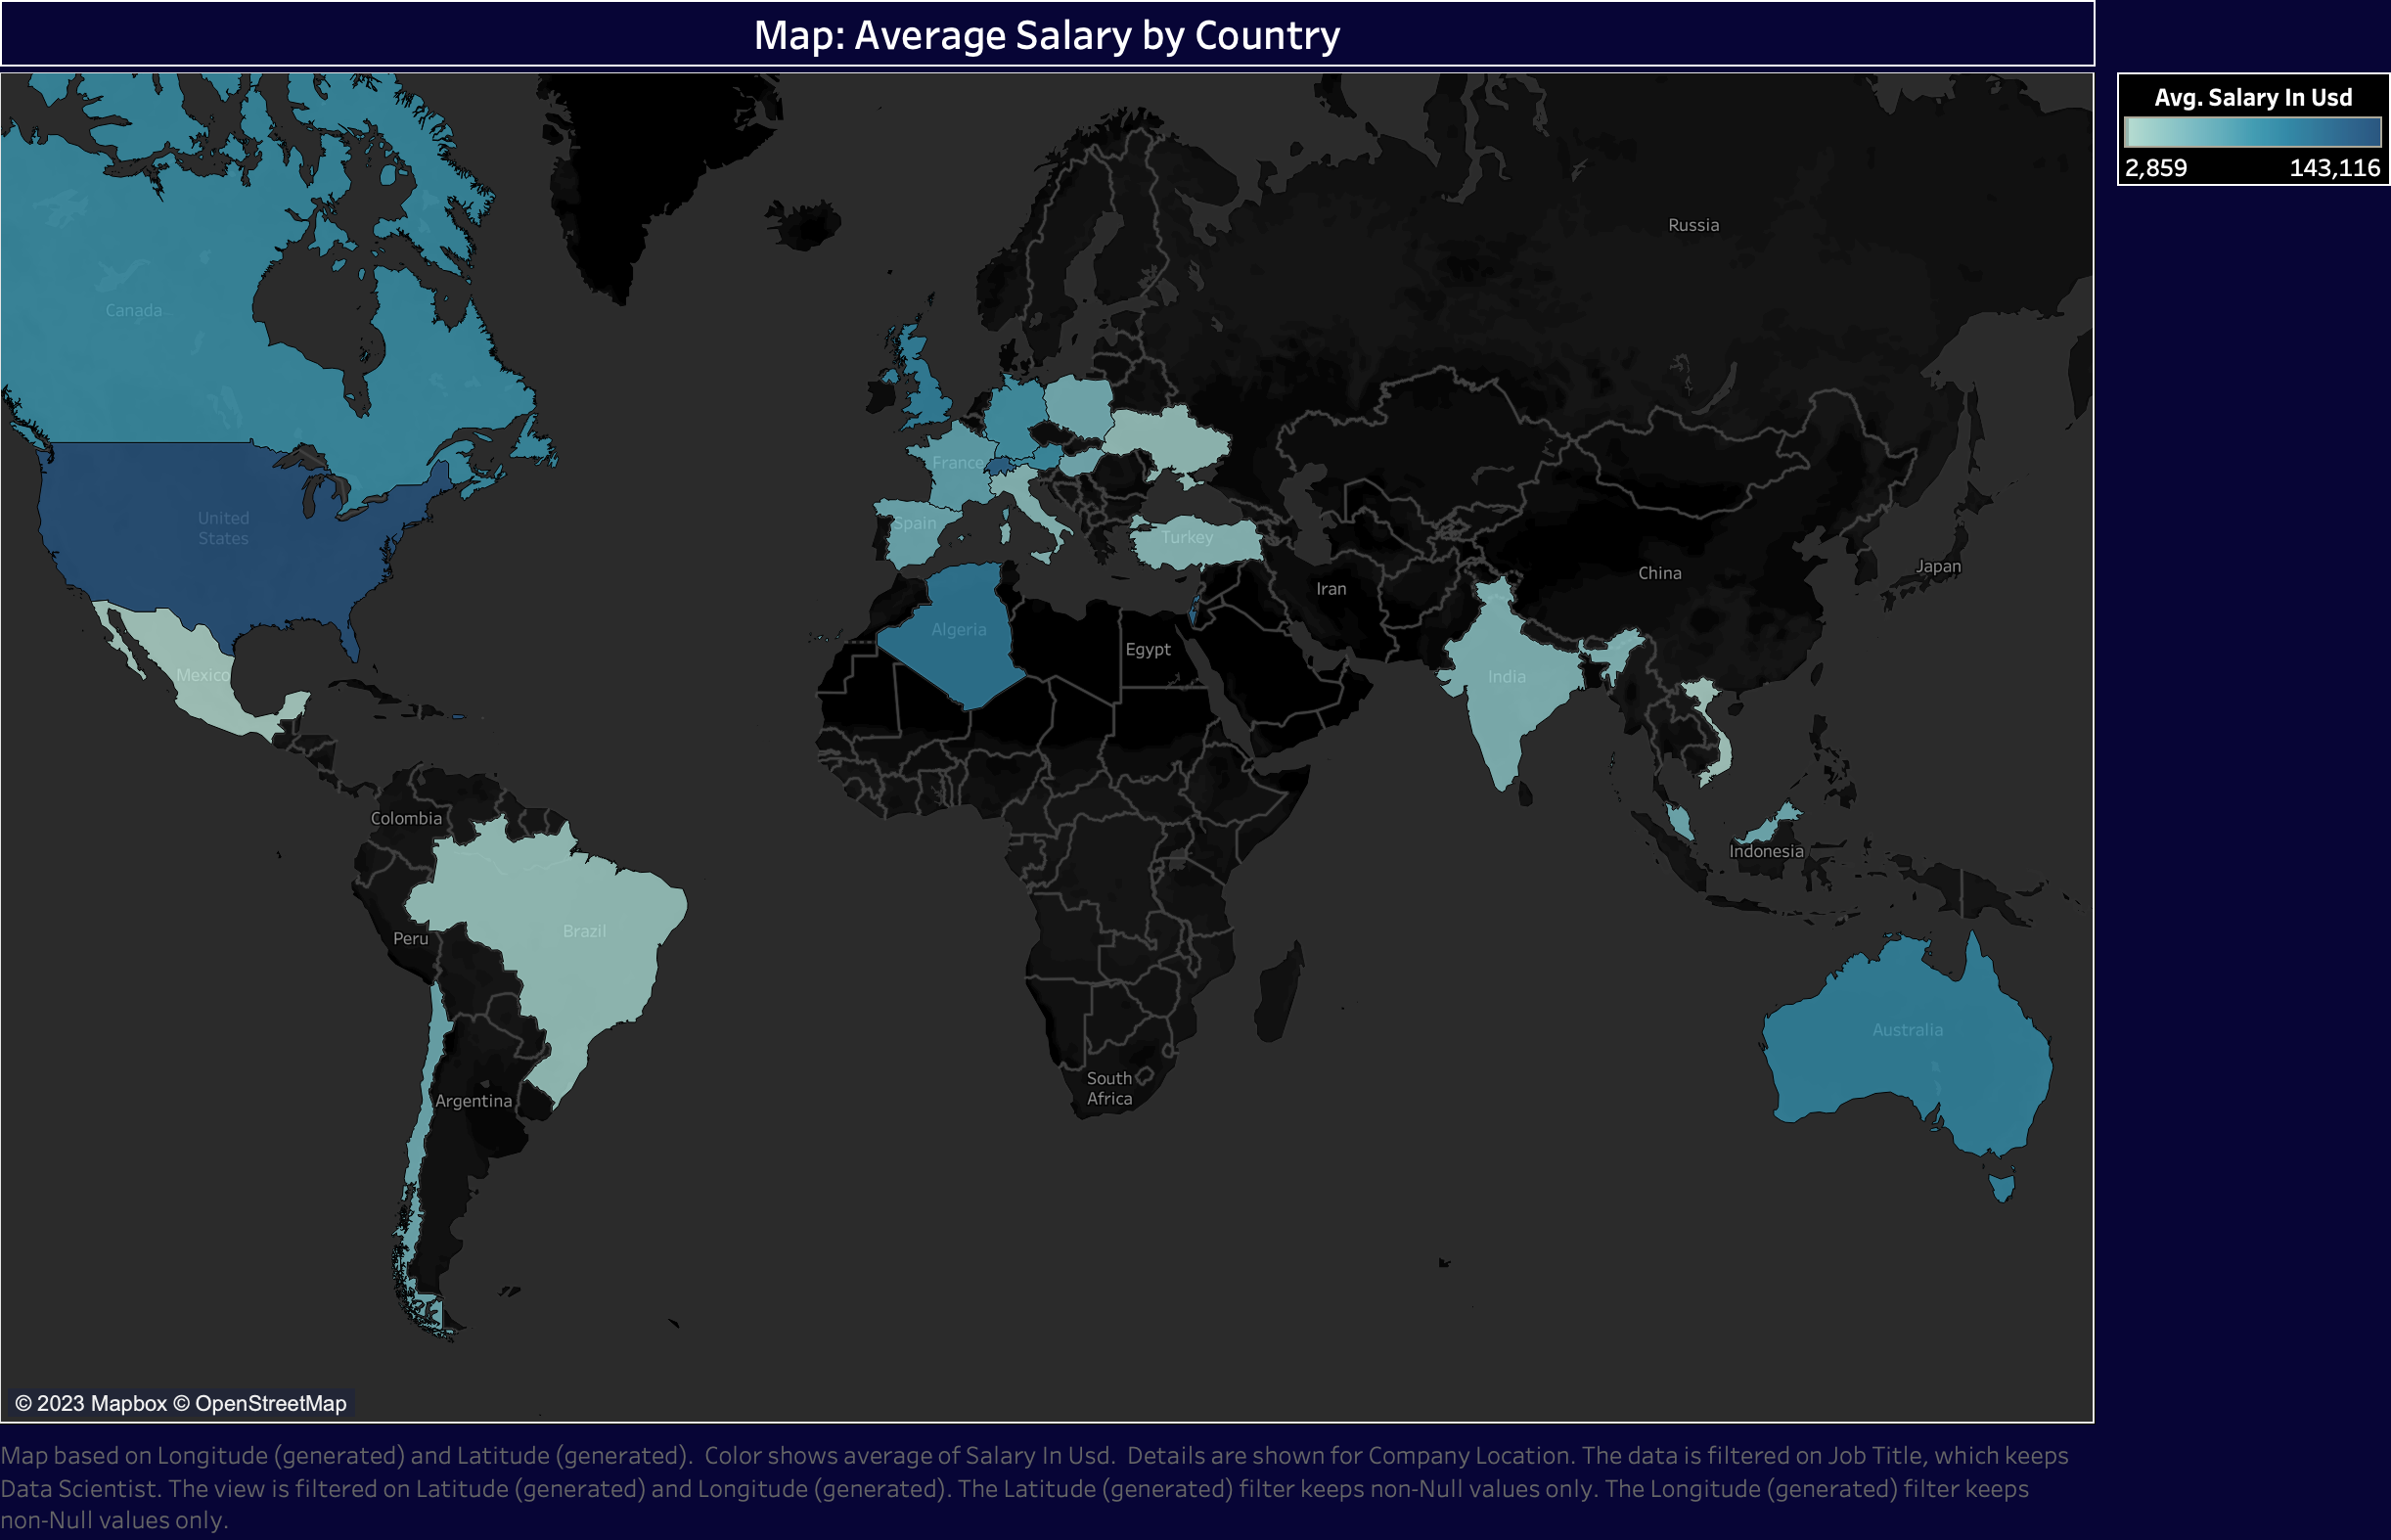 Map: Average Salary by Country
Avg. Salary In Usd
2,859 143,116
Russia
Canada
France
United
States
Spain
Turkey
China
Japan
Iran
Algeria
Egypt
Mexico
India
Colombia
Indonesia
Brazil
Peru
Australia
South
Africa
Argentina
© 2023 Mapbox © OpenStreetMap
Map based on Longitude (generated) and Latitude (generated).  Color shows average of Salary In Usd.  Details are shown for Company Location. The data is filtered on Job Title, which keeps
Data Scientist. The view is filtered on Latitude (generated) and Longitude (generated). The Latitude (generated) filter keeps non-Null values only. The Longitude (generated) filter keeps
non-Null values only.